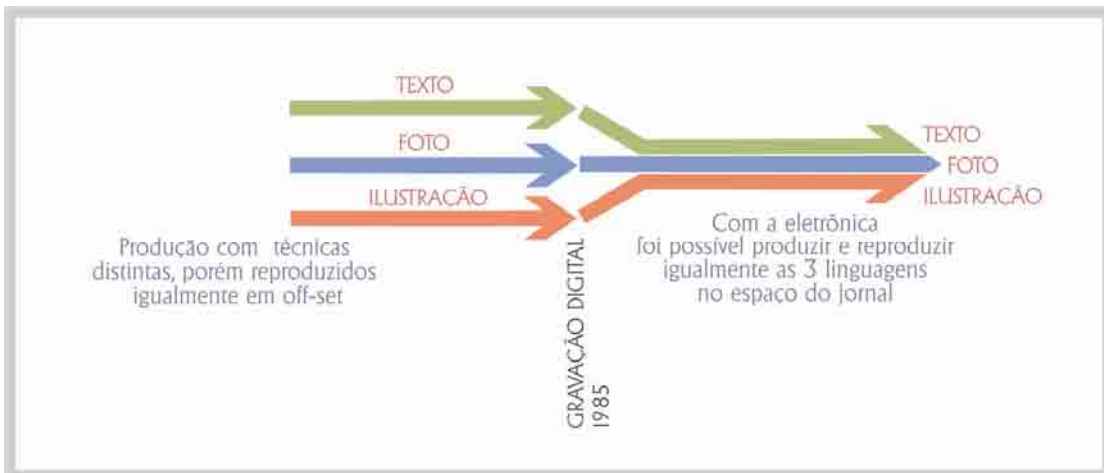 TEXTO
FOTO
ILUSTRAÇÃO
Produção com técnicas
distintas, porém reproduzidos
igualmente em off-set
GRAVAÇÃO DIGITAL
1985
TEXTO
FOTO
ILUSTRAÇÃO
Com a eletrônica
foi possível produzir e reproduzir
igualmente as 3 linguagens
no espaço do jornal